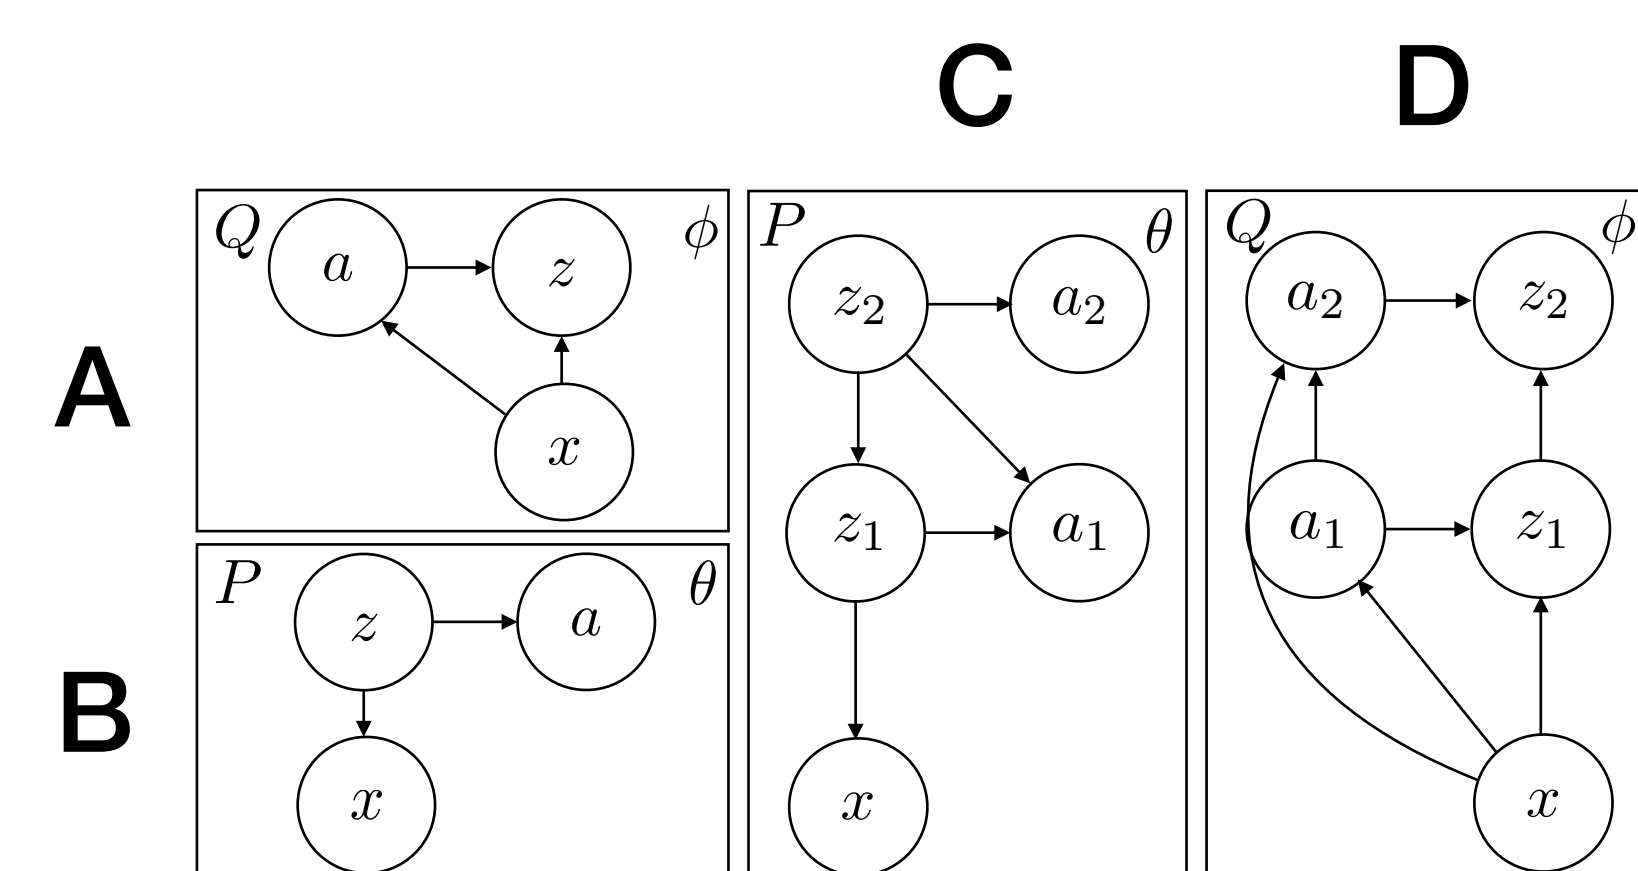 C D
A
Q a z ϕ
x
B
P z a θ
x
P θ
z₂ a₂
z₁ a₁
x
Q ϕ
a₂ z₂
a₁ z₁
x